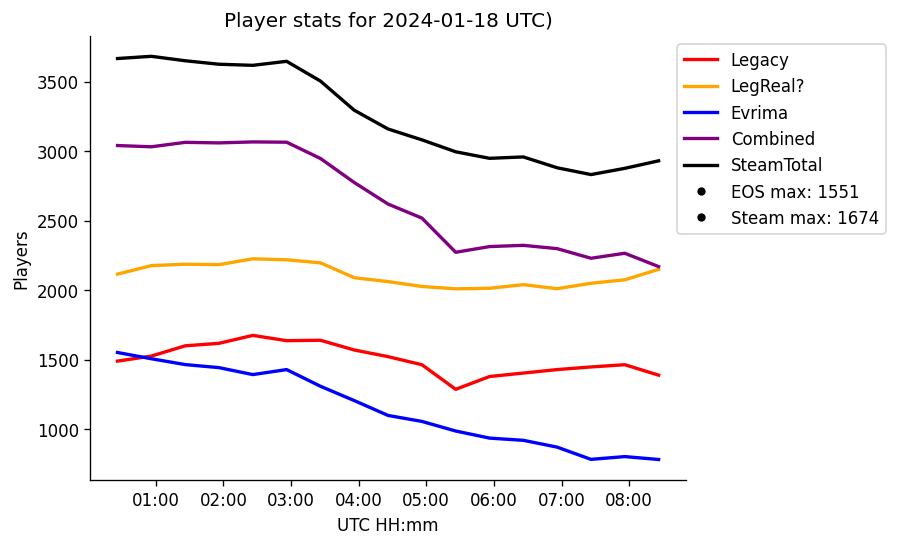 Player stats for 2024-01-18 UTC)
Legacy
LegReal?
Evrima
Combined
SteamTotal
EOS max: 1551
Steam max: 1674
Players
3500
3000
2500
2000
1500
1000
01:00 02:00 03:00 04:00 05:00 06:00 07:00 08:00
UTC HH:mm